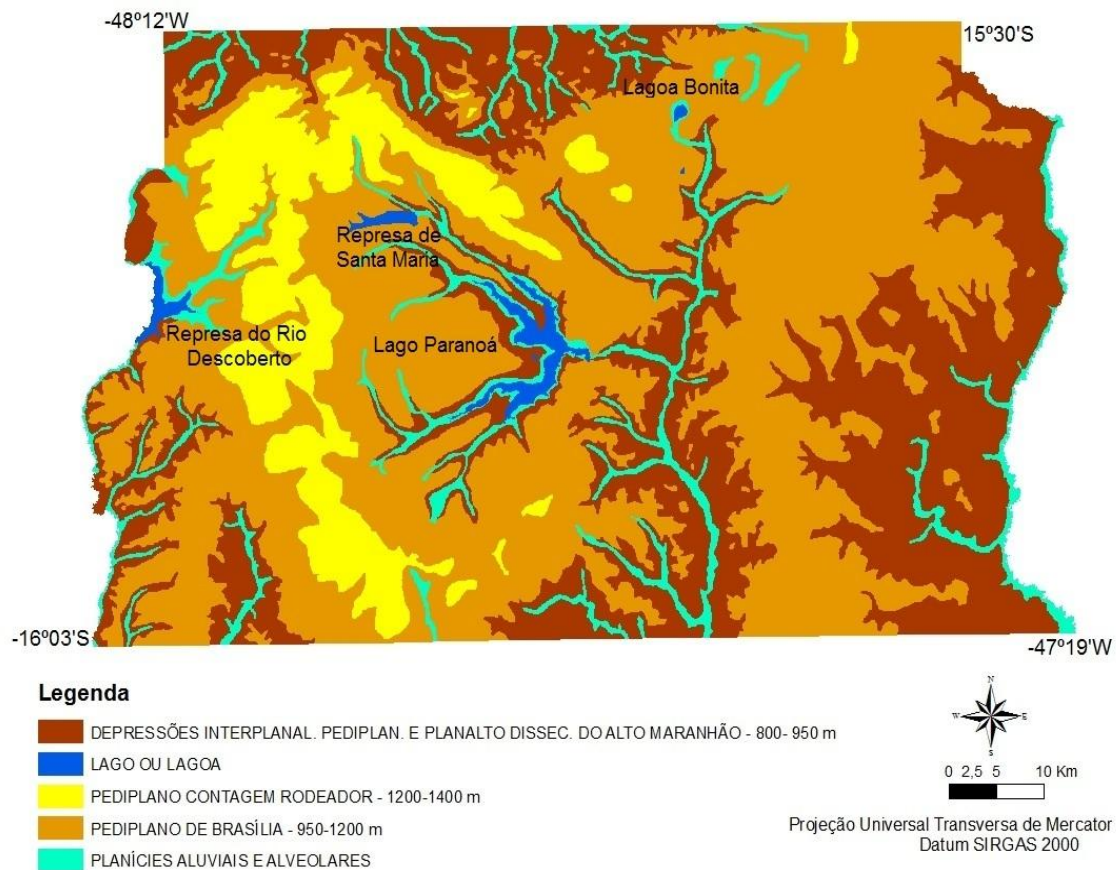 -48º12'W
15º30'S
Lagoa Bonita
Represa de
Santa Maria
Represa do Rio
Descoberto
Lago Paranoá
-16º03'S
-47º19'W
Legenda
DEPRESSÕES INTERPLANAL. PEDIPLAN. E PLANALTO DISSEC. DO ALTO MARANHÃO - 800- 950 m
LAGO OU LAGOA
PEDIPLANO CONTAGEM RODEADOR - 1200-1400 m
PEDIPLANO DE BRASÍLIA - 950-1200 m
PLANÍCIES ALUVIAIS E ALVEOLARES
N
W E
S
0 2,5 5 10 Km
Projeção Universal Transversa de Mercator
Datum SIRGAS 2000